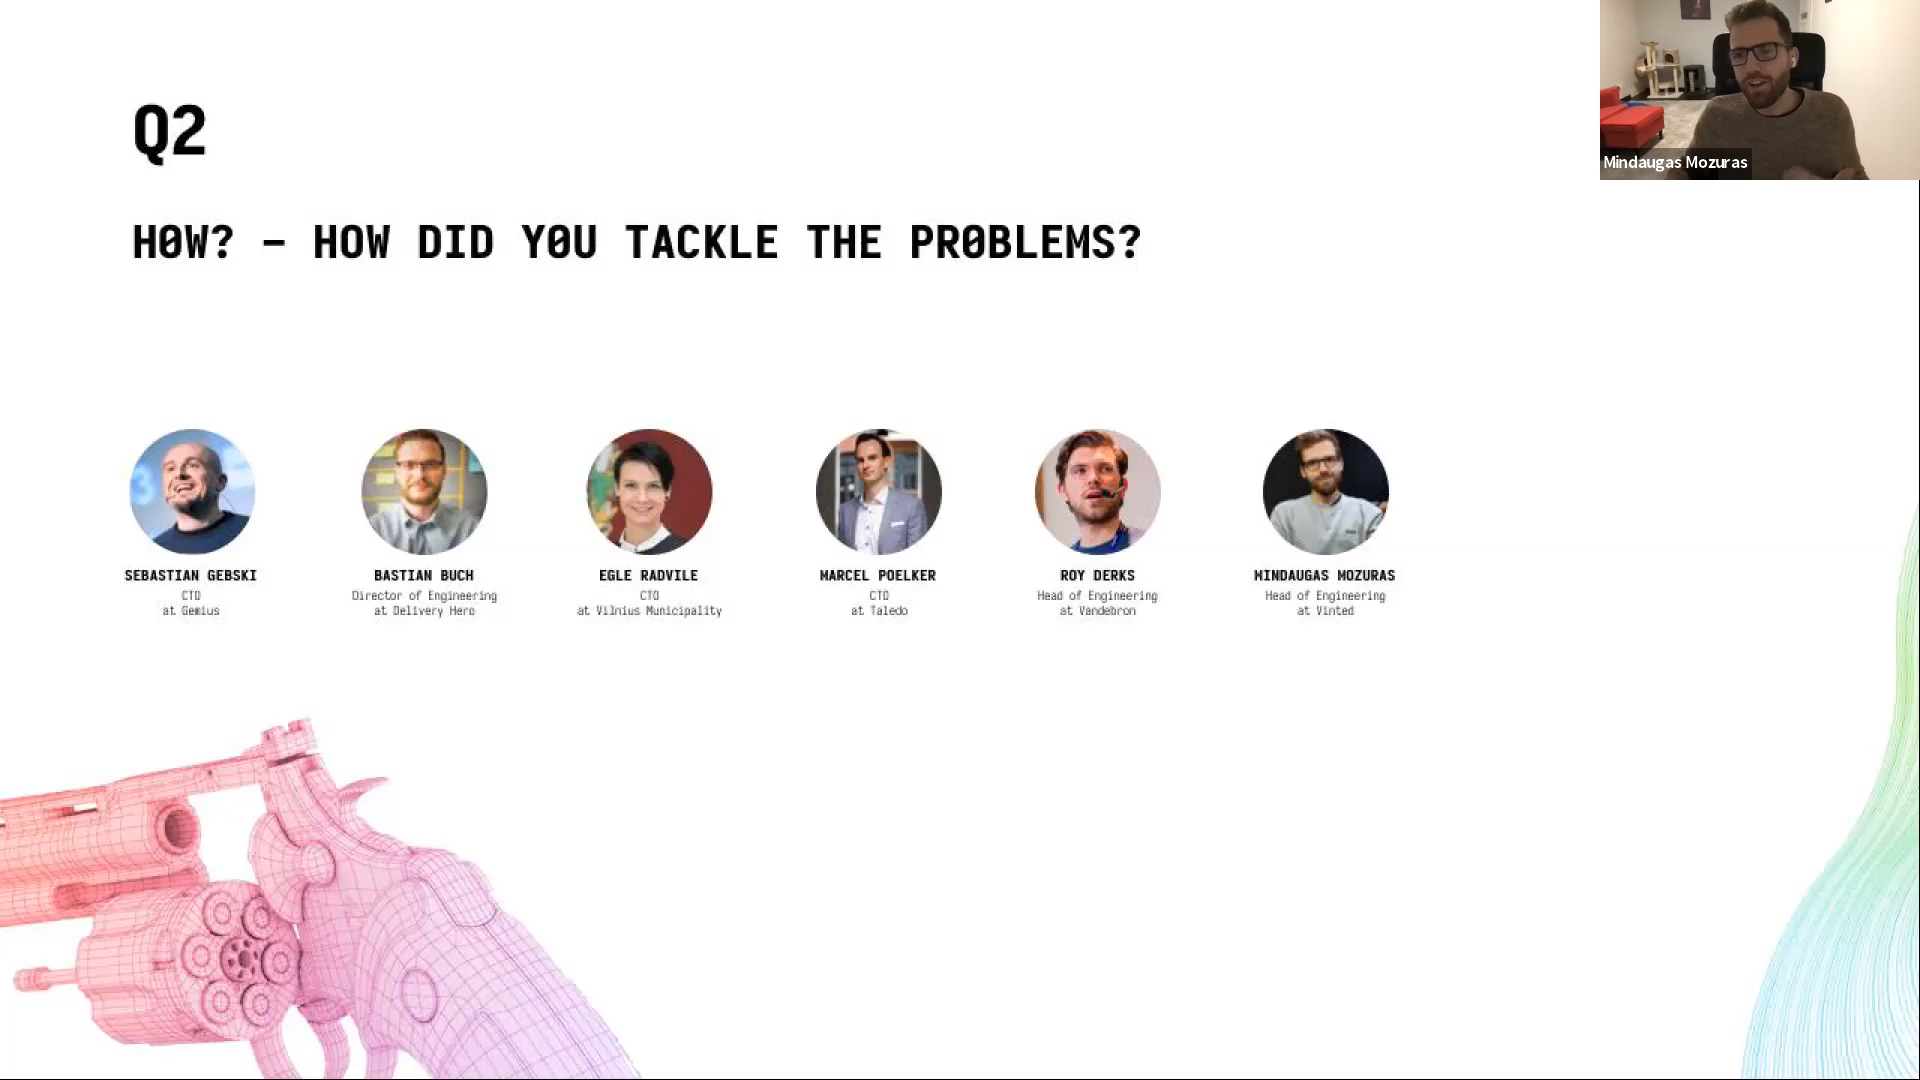 Q2
HOW? – HOW DID YOU TACKLE THE PROBLEMS?
Mindaugas Mozuras
SEBASTIAN GEBSKI
CTO
at Gemius
BASTIAN BUCH
Director of Engineering
at Delivery Hero
EGLE RADVILE
CTO
at Vilnius Municipality
MARCEL POELKER
CTO
at Taledo
ROY DERKS
Head of Engineering
at Vandebron
MINDAUGAS MOZURAS
Head of Engineering
at Vinted